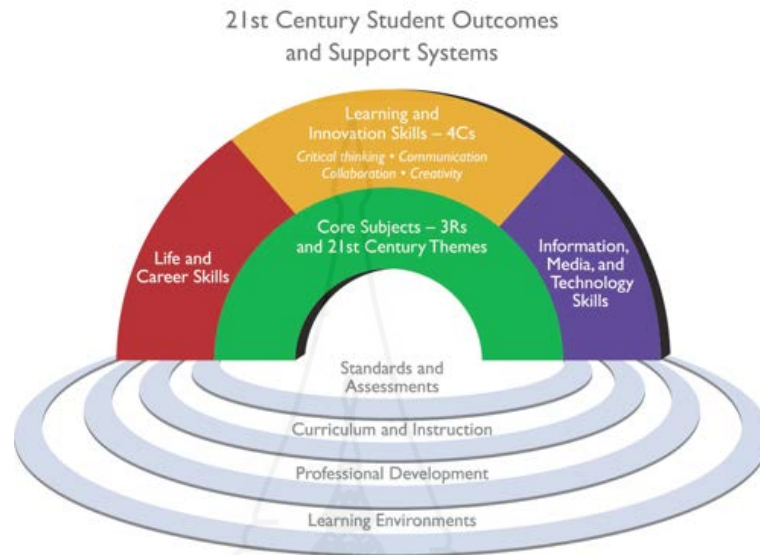 21st Century Student Outcomes
and Support Systems
Learning and
Innovation Skills – 4Cs
Critical thinking • Communication
Collaboration • Creativity
Core Subjects – 3Rs
and 21st Century Themes
Life and
Career Skills
Information,
Media, and
Technology
Skills
Standards and
Assessments
Curriculum and Instruction
Professional Development
Learning Environments